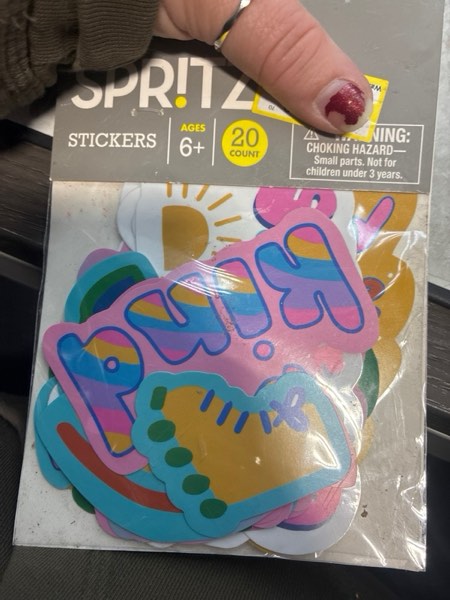 SPR!TZ
STICKERS
AGES
6+
20
COUNT
WARNING:
CHOKING HAZARD—
Small parts. Not for
children under 3 years.
kind